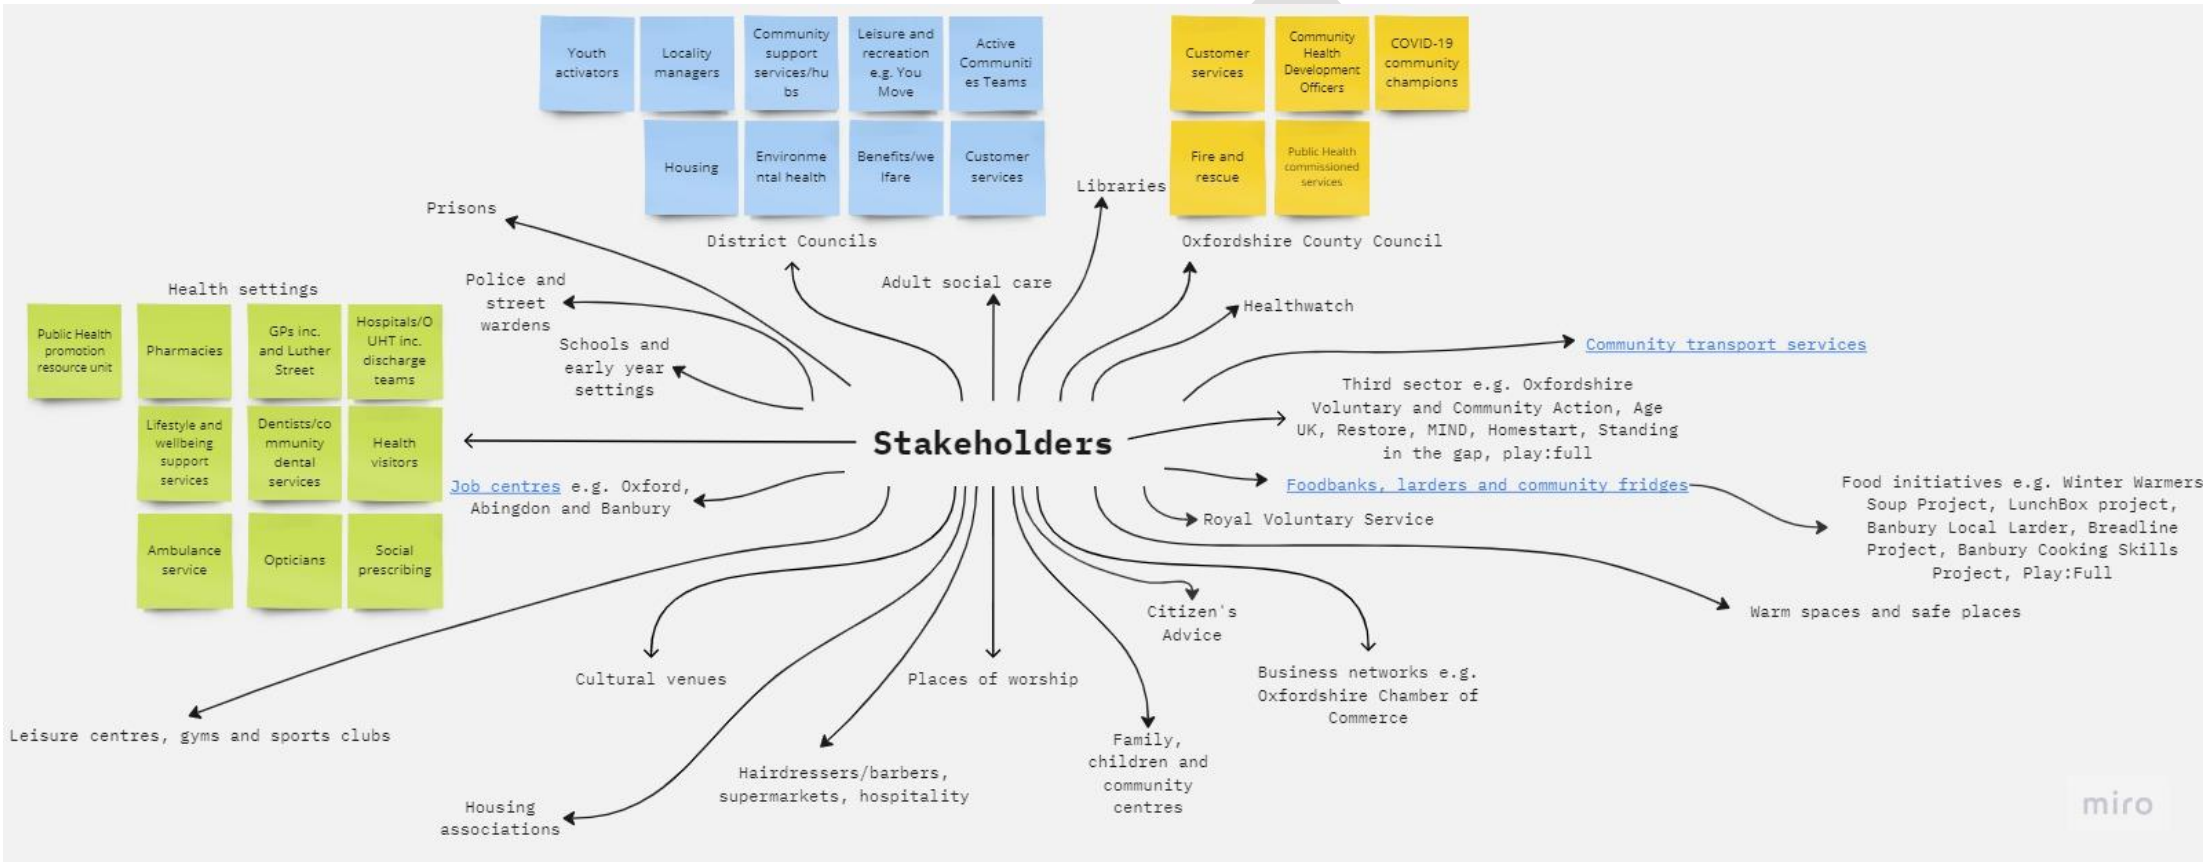 Youth
activators
Locality
managers
Community
support
services/hu
bs
Leisure and
recreation
e.g. You
Move
Active
Communiti
es Teams
Housing
Environme
ntal health
Benefits/we
lfare
Customer
services
District Councils
Customer
services
Community
Health
Development
Officers
COVID-19
community
champions
Fire and
rescue
Public Health
commissioned
services
Oxfordshire County Council
Libraries
Prisons
Police and
street
wardens
Schools and
early year
settings
Adult social care
Healthwatch
Community transport services
Health settings
Public Health
promotion
resource unit
Pharmacies
GPs inc.
and Luther
Street
Hospitals/O
UHT inc.
discharge
teams
Lifestyle and
wellbeing
support
services
Dentists/co
mmunity
dental
services
Health
visitors
Ambulance
service
Opticians
Social
prescribing
Stakeholders
Third sector e.g. Oxfordshire
Voluntary and Community Action, Age
UK, Restore, MIND, Homestart, Standing
in the gap, play:full
Job centres e.g. Oxford,
Abingdon and Banbury
Foodbanks, larders and community fridges
Food initiatives e.g. Winter Warmers
Soup Project, LunchBox project,
Banbury Local Larder, Breadline
Project, Banbury Cooking Skills
Project, Play:Full
Royal Voluntary Service
Warm spaces and safe places
Citizen's
Advice
Business networks e.g.
Oxfordshire Chamber of
Commerce
Cultural venues
Places of worship
Leisure centres, gyms and sports clubs
Family,
children and
community
centres
Hairdressers/barbers,
supermarkets, hospitality
Housing
associations
miro